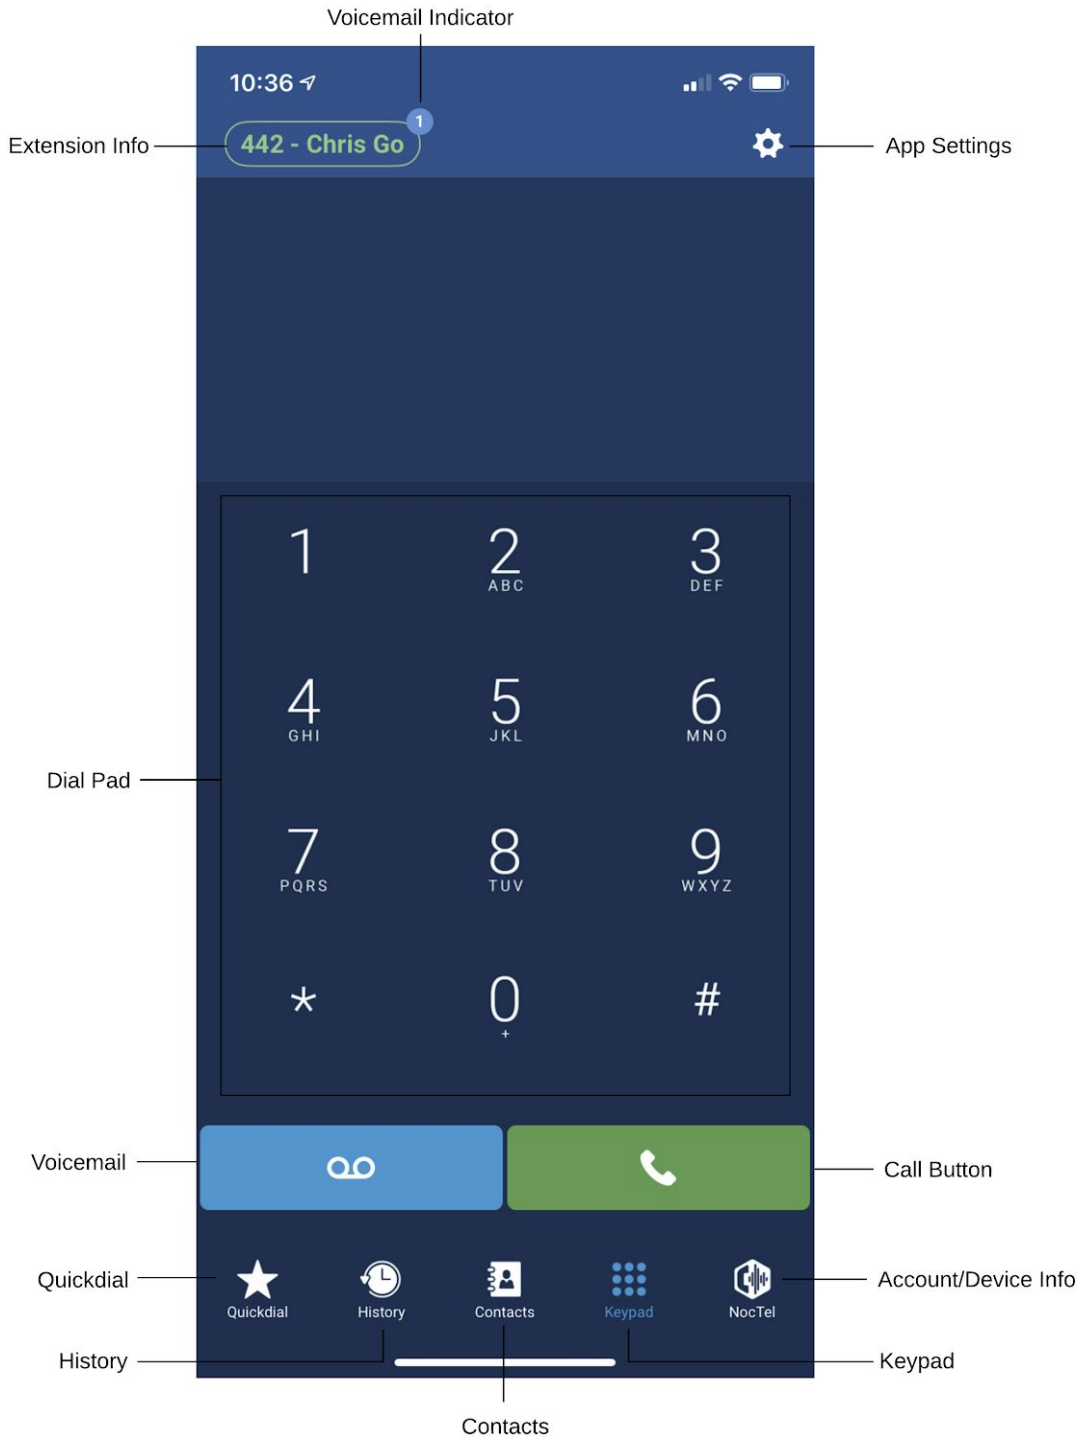 Voicemail Indicator
10:36
1
Extension Info
442 - Chris Go
App Settings
1
2
ABC
3
DEF
4
GHI
5
JKL
6
MNO
Dial Pad
7
PQRS
8
TUV
9
WXYZ
*
0
+
#
Voicemail
Call Button
Quickdial
Account/Device Info
Quickdial
History
Contacts
Keypad
NocTel
History
Keypad
Contacts